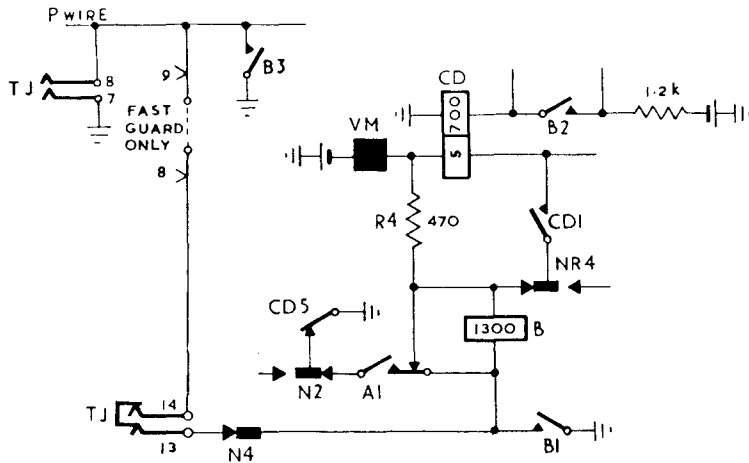 P WIRE
TJ
8
7
9
B3
FAST
GUARD
ONLY
8
CD
700
5
VM
B2
1.2k
R4 470
CD1
NR4
CD5
1300 B
N2
A1
TJ
14
13
N4
B1